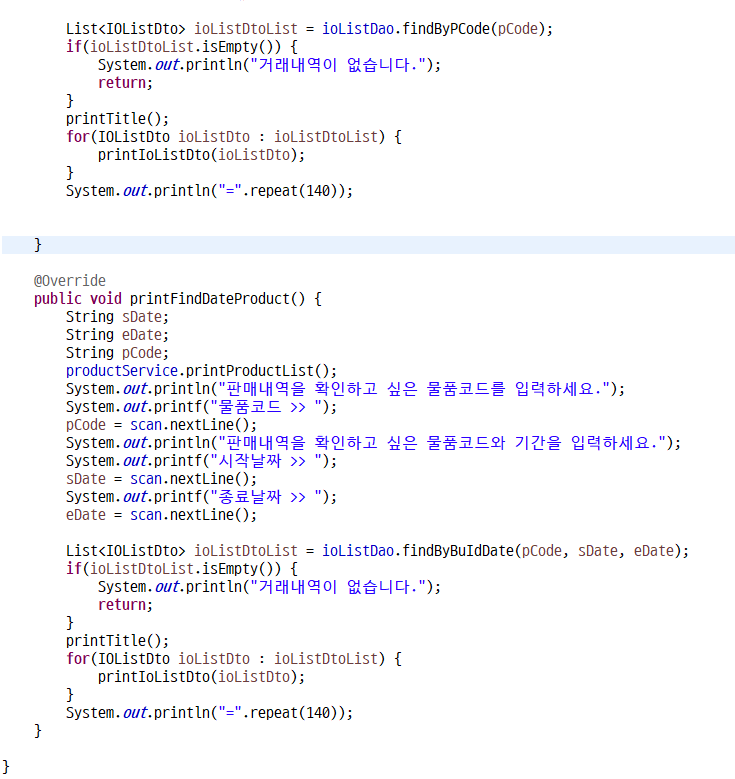 List<IOListDto> ioListDtoList = ioListDao.findByPCode(pCode);
if(ioListDtoList.isEmpty()) {
System.out.println("거래내역이 없습니다.");
return;
}
printTitle();
for(IOListDto ioListDto : ioListDtoList) {
printIoListDto(ioListDto);
}
System.out.println("=".repeat(140));
}
@Override
public void printFindDateProduct() {
String sDate;
String eDate;
String pCode;
productService.printProductList();
System.out.println("판매내역을 확인하고 싶은 물품코드를 입력하세요.");
System.out.printf("물품코드 >> ");
pCode = scan.nextLine();
System.out.println("판매내역을 확인하고 싶은 물품코드와 기간을 입력하세요.");
System.out.printf("시작날짜 >> ");
sDate = scan.nextLine();
System.out.printf("종료날짜 >> ");
eDate = scan.nextLine();
List<IOListDto> ioListDtoList = ioListDao.findByBuIdDate(pCode, sDate, eDate);
if(ioListDtoList.isEmpty()) {
System.out.println("거래내역이 없습니다.");
return;
}
printTitle();
for(IOListDto ioListDto : ioListDtoList) {
printIoListDto(ioListDto);
}
System.out.println("=".repeat(140));
}
}